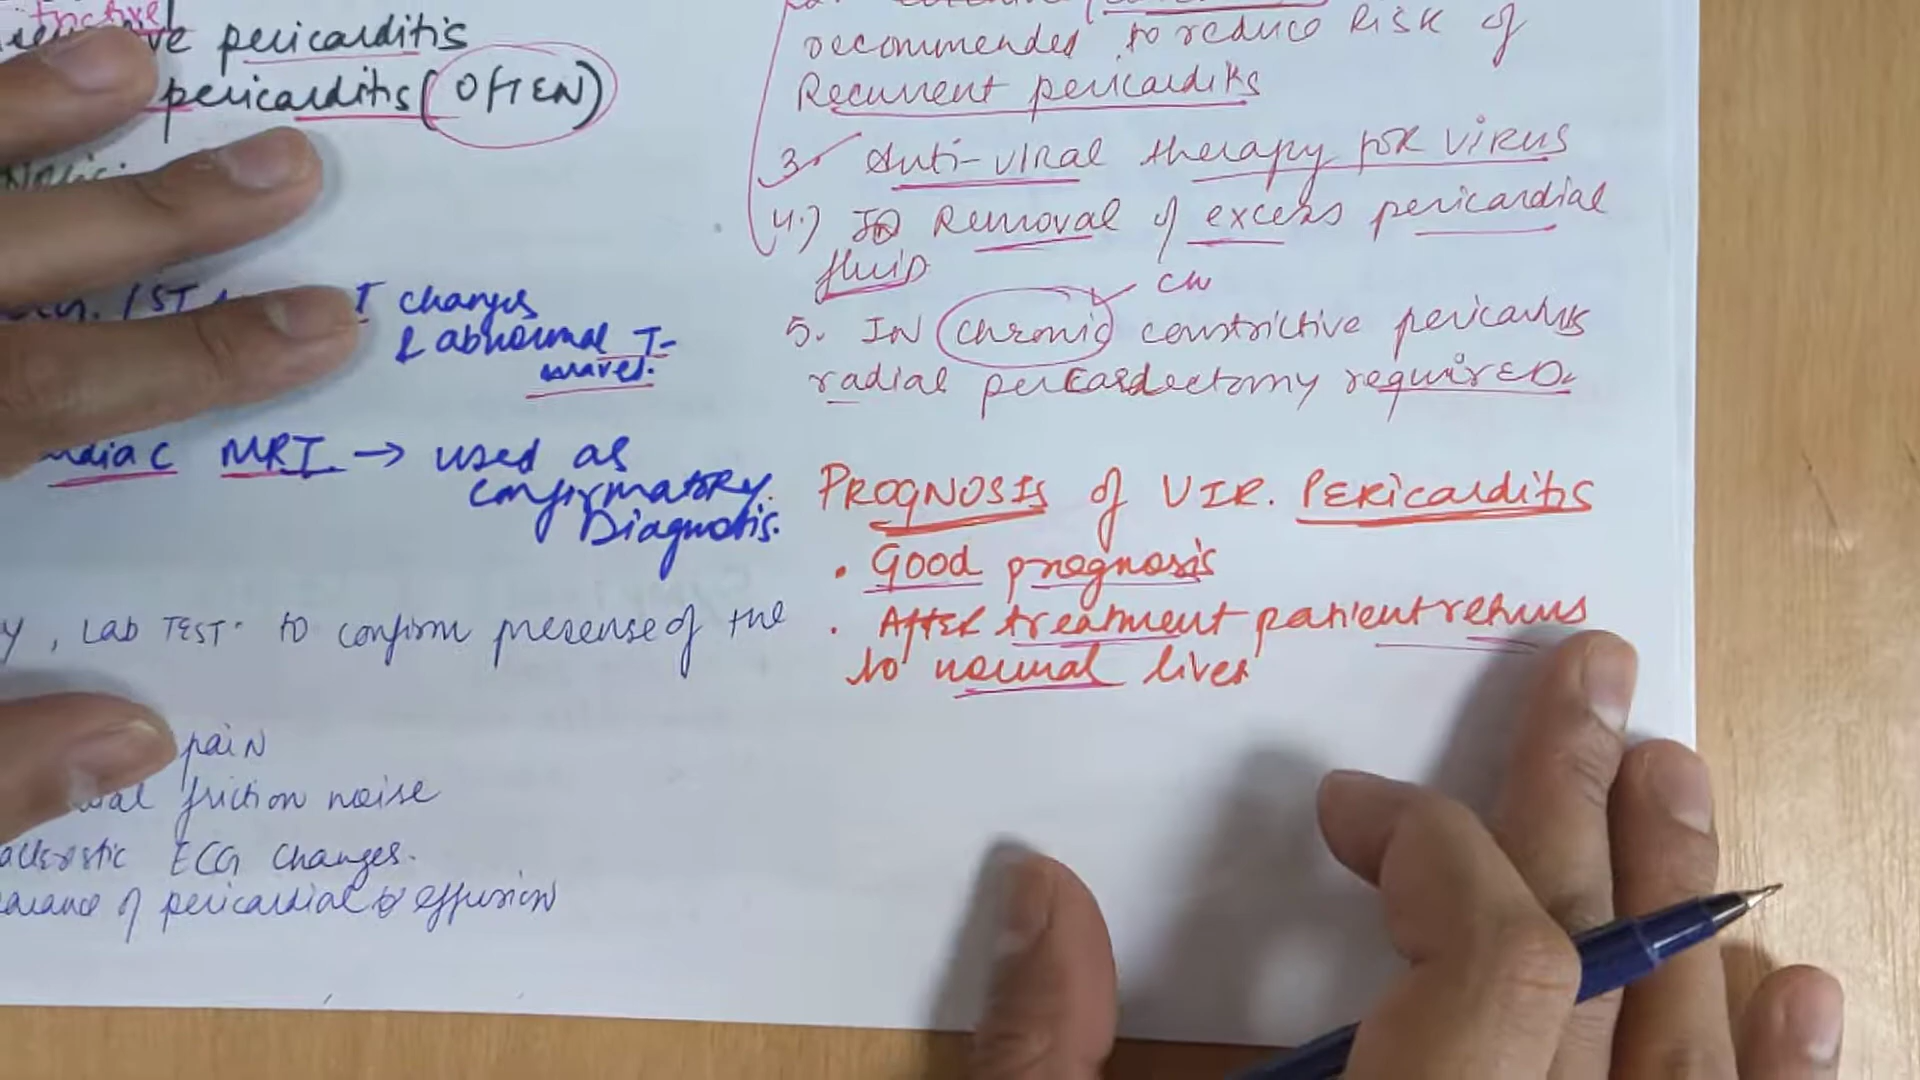 pericarditis
pericarditis (OFTEN)
/ST
T changes
& abnormal T-
waves.
MRI → used as
confirmatory
Diagnotis.
, Lab TEST. to confirm presense of the
pain
friction noise
ECG changes.
of pericardial effusion
recommended to reduce Risk of
Recurrent pericarditis
3. Anti-viral therapy for virus
4.) Removal of excess pericardial
fluid
5. IN chronic constrictive pericarditis
radial pericardectomy required.
PROGNOSIS of VIR. PERicarditis
• Good prognosis
• After treatment patient returns
to normal lives